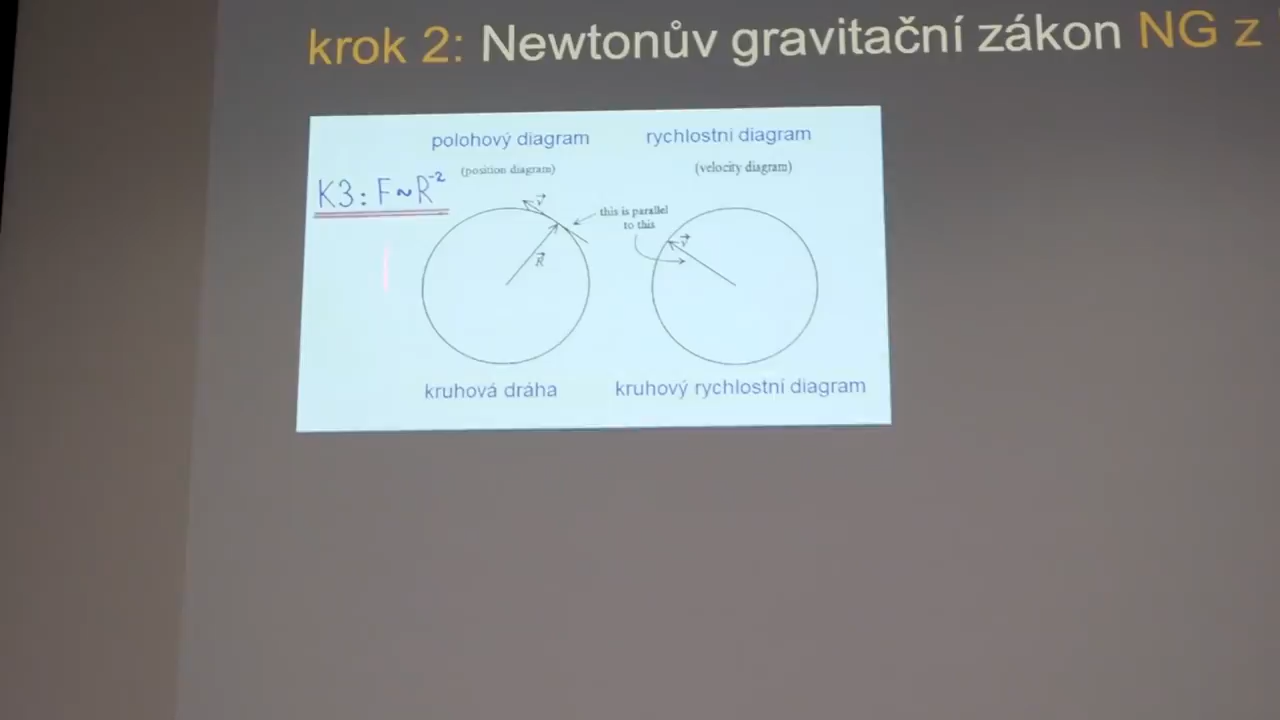 krok 2: Newtonův gravitační zákon NG z
polohový diagram
(position diagram)
rychlostní diagram
(velocity diagram)
K3: F~R⁻²
v⃗
this is parallel
to this
R⃗
v⃗
kruhová dráha
kruhový rychlostní diagram